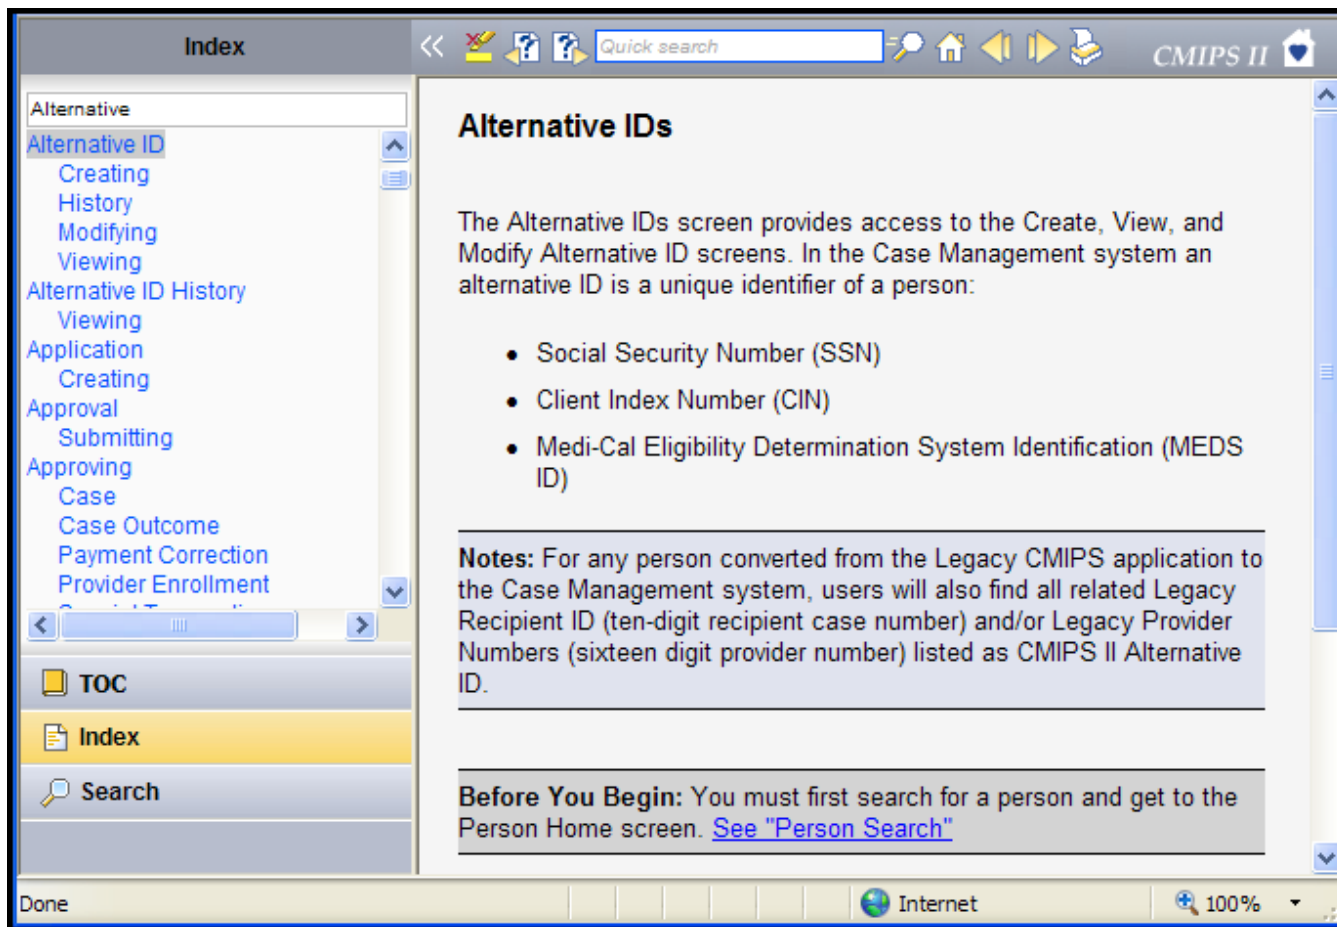 Index
Quick search
CMIPS II
Alternative
Alternative ID
Creating
History
Modifying
Viewing
Alternative ID History
Viewing
Application
Creating
Approval
Submitting
Approving
Case
Case Outcome
Payment Correction
Provider Enrollment
TOC
Index
Search
Alternative IDs
The Alternative IDs screen provides access to the Create, View, and
Modify Alternative ID screens. In the Case Management system an
alternative ID is a unique identifier of a person:
• Social Security Number (SSN)
• Client Index Number (CIN)
• Medi-Cal Eligibility Determination System Identification (MEDS
ID)
Notes: For any person converted from the Legacy CMIPS application to
the Case Management system, users will also find all related Legacy
Recipient ID (ten-digit recipient case number) and/or Legacy Provider
Numbers (sixteen digit provider number) listed as CMIPS II Alternative
ID.
Before You Begin: You must first search for a person and get to the
Person Home screen. See "Person Search"
Done
Internet
100%